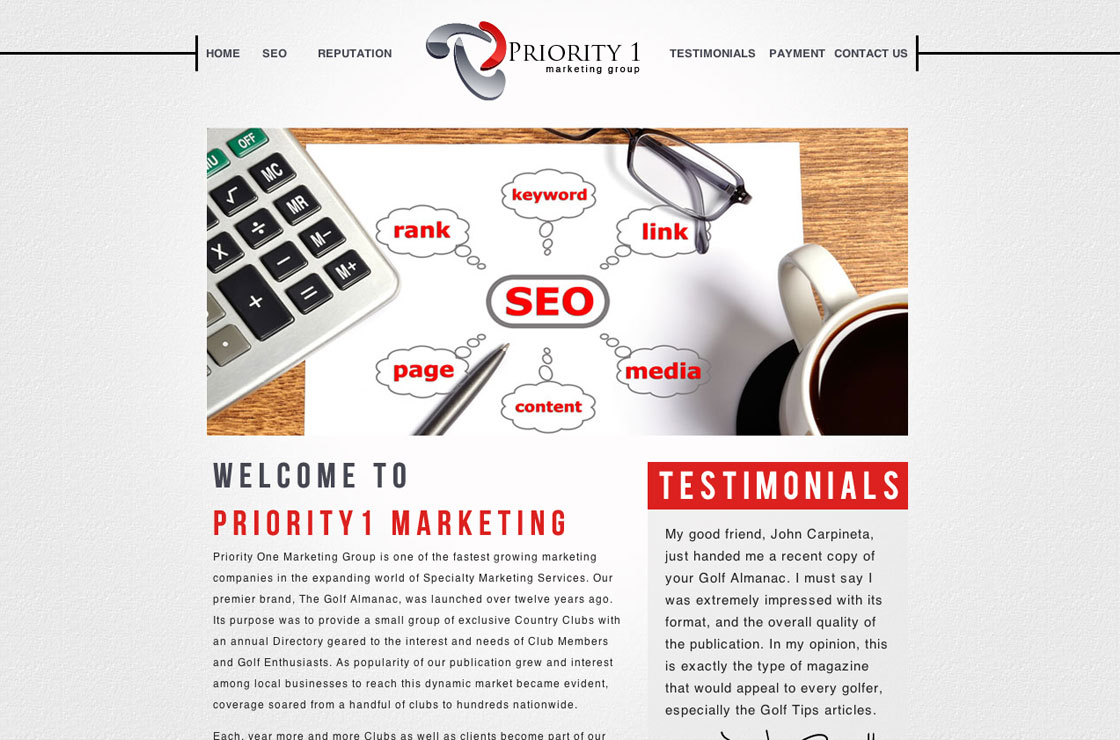 HOME SEO REPUTATION
PRIORITY 1
marketing group
TESTIMONIALS PAYMENT CONTACT US
OFF
MU
MC
√
MR
÷
M−
X
−
M+
+
=
.
keyword
rank
link
SEO
page
media
content
WELCOME TO
PRIORITY1 MARKETING
Priority One Marketing Group is one of the fastest growing marketing
companies in the expanding world of Specialty Marketing Services. Our
premier brand, The Golf Almanac, was launched over twelve years ago.
Its purpose was to provide a small group of exclusive Country Clubs with
an annual Directory geared to the interest and needs of Club Members
and Golf Enthusiasts. As popularity of our publication grew and interest
among local businesses to reach this dynamic market became evident,
coverage soared from a handful of clubs to hundreds nationwide.
Each, year more and more Clubs as well as clients become part of our
TESTIMONIALS
My good friend, John Carpineta,
just handed me a recent copy of
your Golf Almanac. I must say I
was extremely impressed with its
format, and the overall quality of
the publication. In my opinion, this
is exactly the type of magazine
that would appeal to every golfer,
especially the Golf Tips articles.